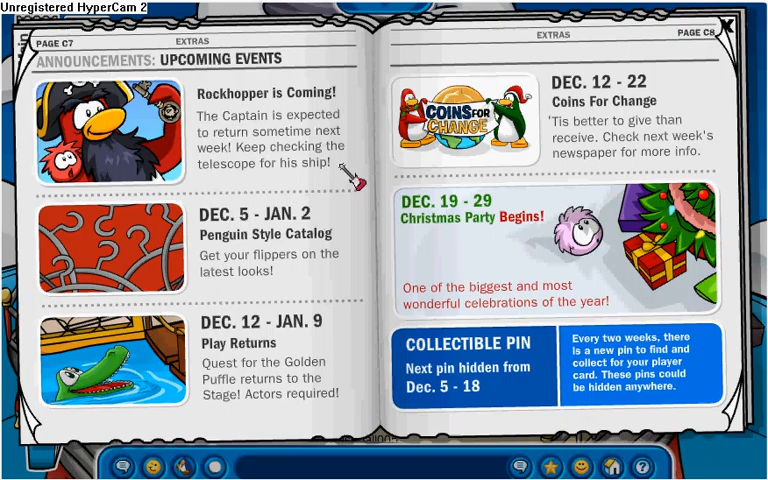 Unregistered HyperCam 2
PAGE C7
EXTRAS
ANNOUNCEMENTS: UPCOMING EVENTS
Rockhopper is Coming!
The Captain is expected
to return sometime next
week! Keep checking the
telescope for his ship!
DEC. 5 - JAN. 2
Penguin Style Catalog
Get your flippers on the
latest looks!
DEC. 12 - JAN. 9
Play Returns
Quest for the Golden
Puffle returns to the
Stage! Actors required!
EXTRAS
PAGE C8
X
COINS FOR
CHANGE
DEC. 12 - 22
Coins For Change
'Tis better to give than
receive. Check next week's
newspaper for more info.
DEC. 19 - 29
Christmas Party Begins!
One of the biggest and most
wonderful celebrations of the year!
COLLECTIBLE PIN
Next pin hidden from
Dec. 5 - 18
Every two weeks, there
is a new pin to find and
collect for your player
card. These pins could
be hidden anywhere.
?